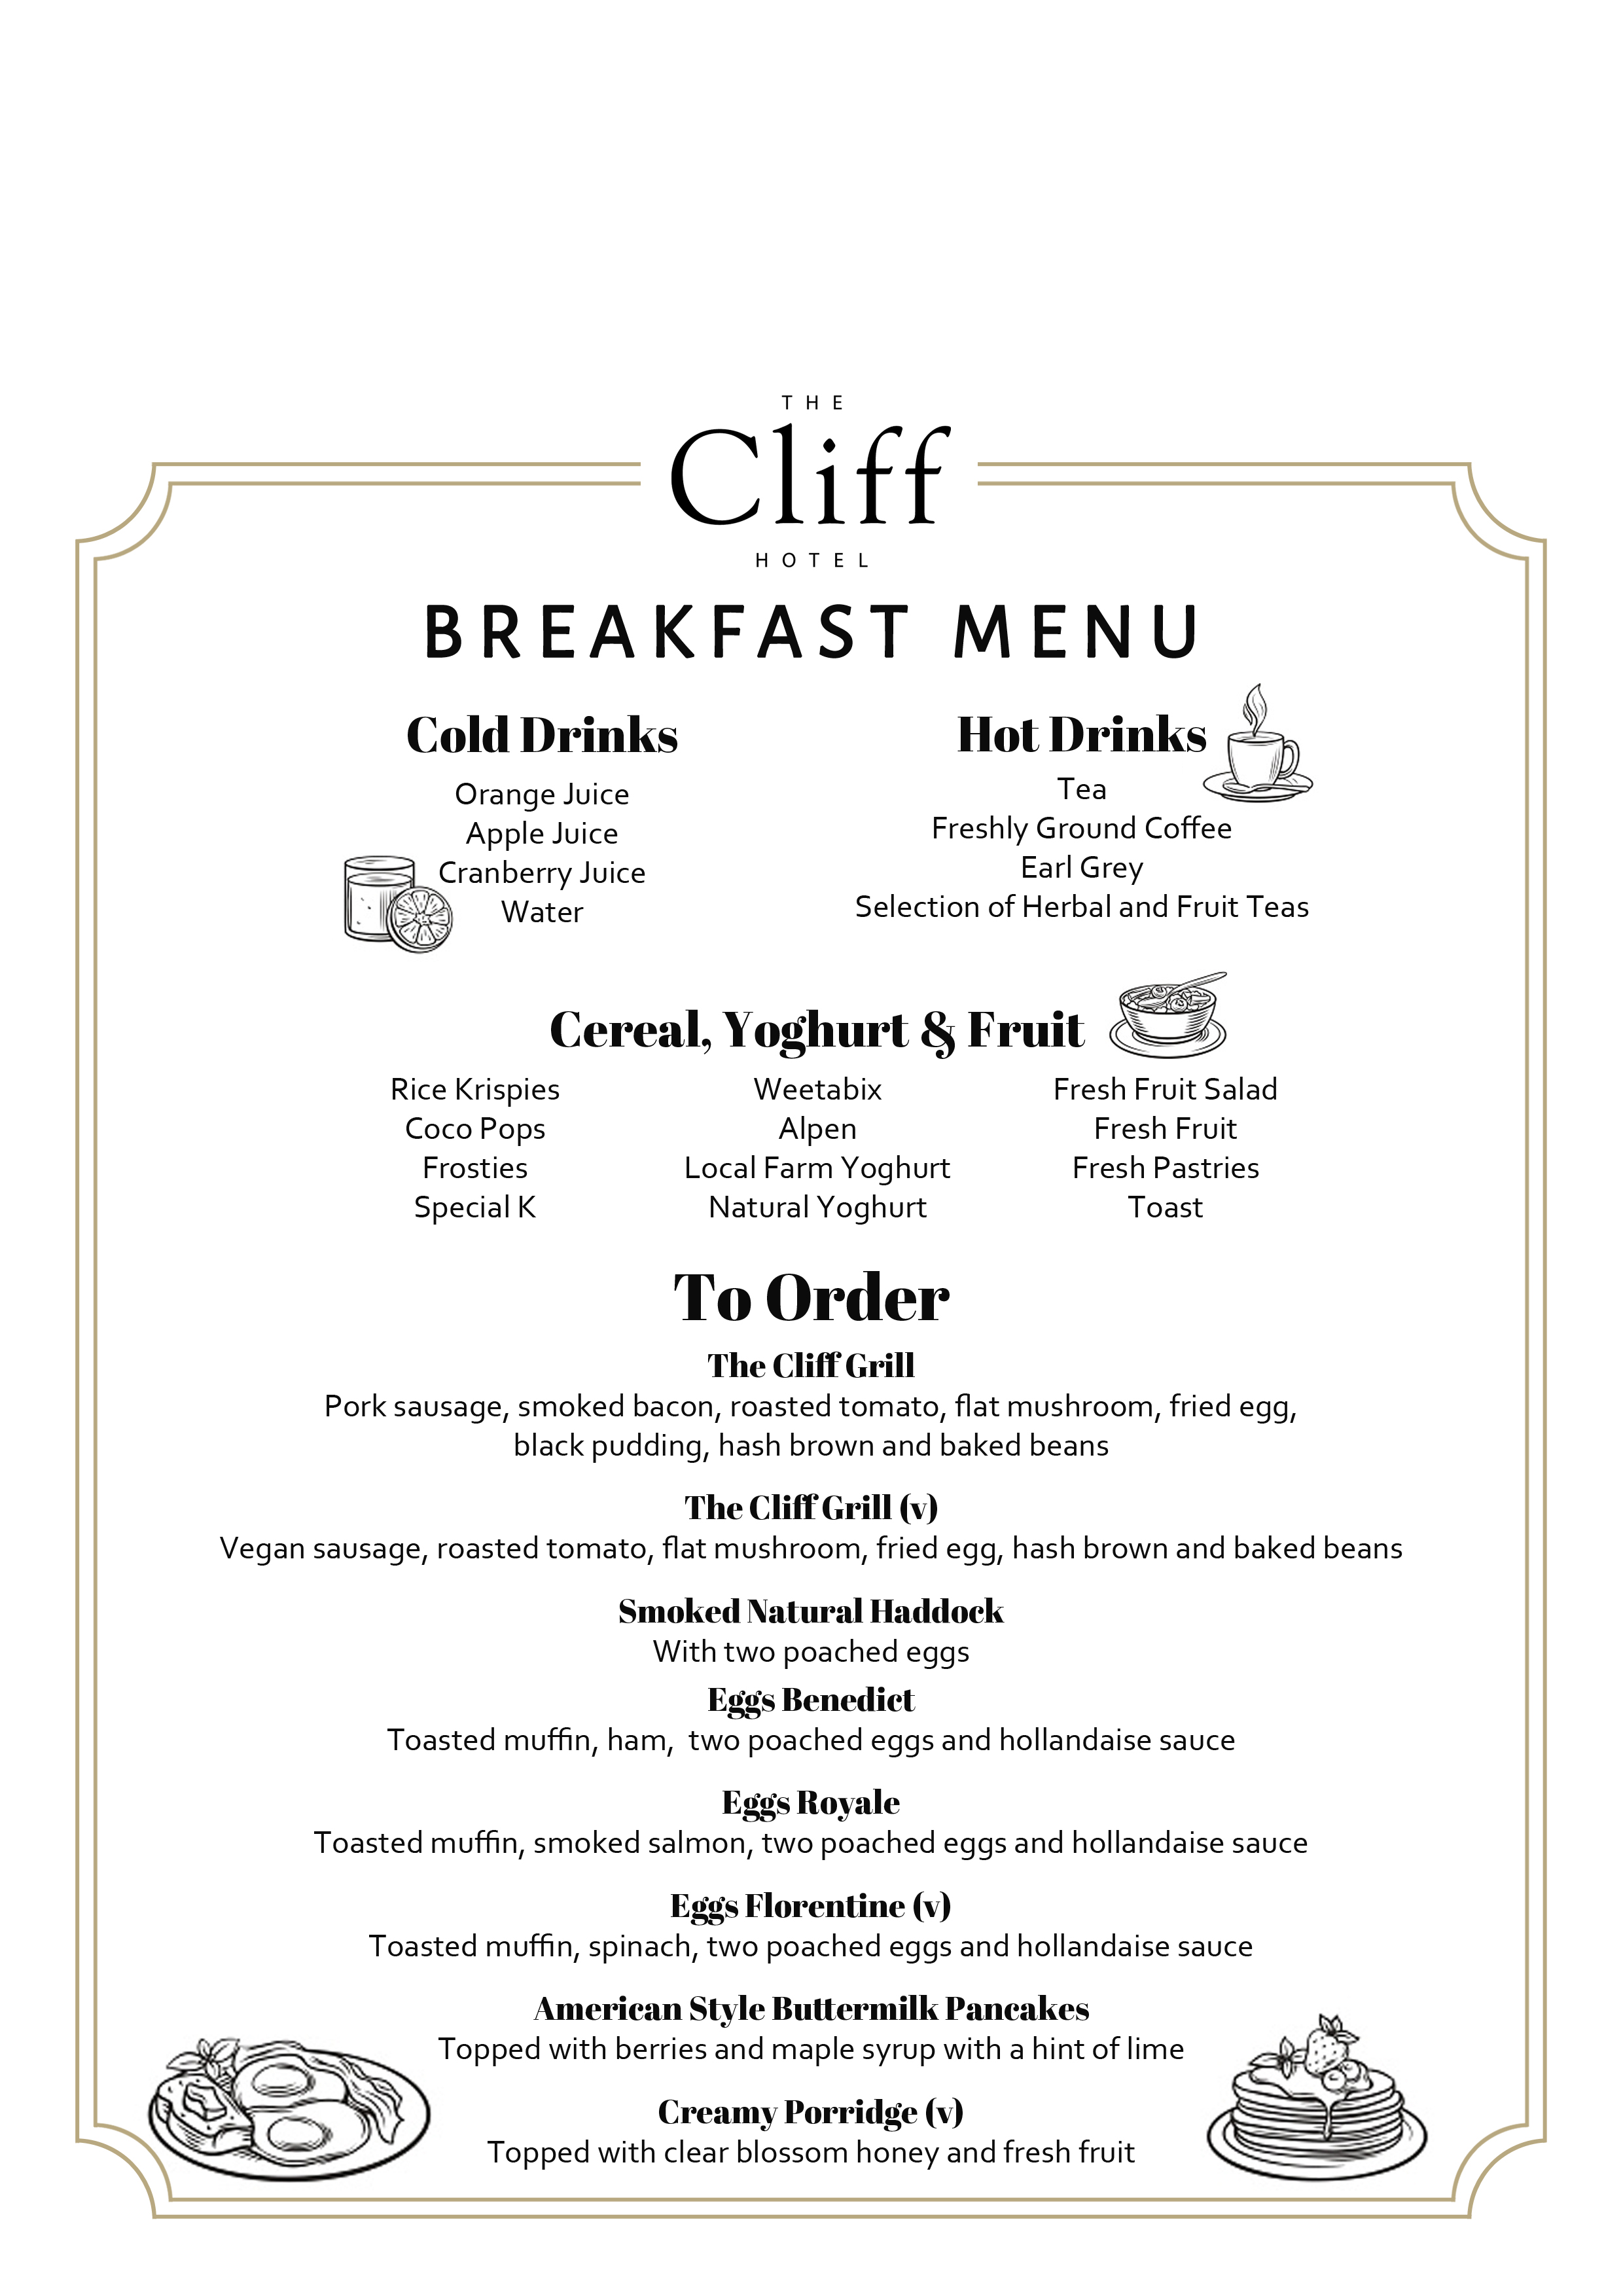 THE
Cliff
HOTEL
BREAKFAST MENU
Cold Drinks
Orange Juice
Apple Juice
Cranberry Juice
Water
Hot Drinks
Tea
Freshly Ground Coffee
Earl Grey
Selection of Herbal and Fruit Teas
Cereal, Yoghurt & Fruit
Rice Krispies
Coco Pops
Frosties
Special K
Weetabix
Alpen
Local Farm Yoghurt
Natural Yoghurt
Fresh Fruit Salad
Fresh Fruit
Fresh Pastries
Toast
To Order
The Cliff Grill
Pork sausage, smoked bacon, roasted tomato, flat mushroom, fried egg,
black pudding, hash brown and baked beans
The Cliff Grill (v)
Vegan sausage, roasted tomato, flat mushroom, fried egg, hash brown and baked beans
Smoked Natural Haddock
With two poached eggs
Eggs Benedict
Toasted muffin, ham,  two poached eggs and hollandaise sauce
Eggs Royale
Toasted muffin, smoked salmon, two poached eggs and hollandaise sauce
Eggs Florentine (v)
Toasted muffin, spinach, two poached eggs and hollandaise sauce
American Style Buttermilk Pancakes
Topped with berries and maple syrup with a hint of lime
Creamy Porridge (v)
Topped with clear blossom honey and fresh fruit